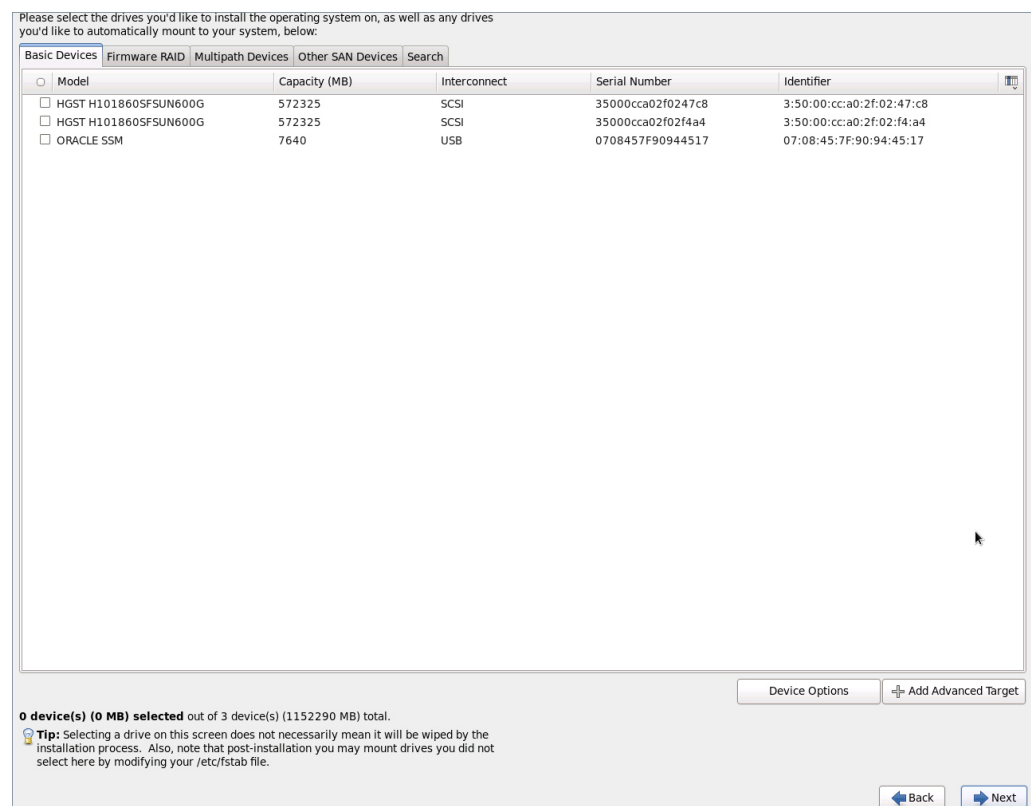 Please select the drives you'd like to install the operating system on, as well as any drives
you'd like to automatically mount to your system, below:
Basic Devices Firmware RAID Multipath Devices Other SAN Devices Search
Model Capacity (MB) Interconnect Serial Number Identifier
HGST H101860SFSUN600G 572325 SCSI 35000cca02f0247c8 3:50:00:cc:a0:2f:02:47:c8
HGST H101860SFSUN600G 572325 SCSI 35000cca02f02f4a4 3:50:00:cc:a0:2f:02:f4:a4
ORACLE SSM 7640 USB 0708457F90944517 07:08:45:7F:90:94:45:17
Device Options Add Advanced Target
0 device(s) (0 MB) selected out of 3 device(s) (1152290 MB) total.
Tip: Selecting a drive on this screen does not necessarily mean it will be wiped by the
installation process. Also, note that post-installation you may mount drives you did not
select here by modifying your /etc/fstab file.
Back Next